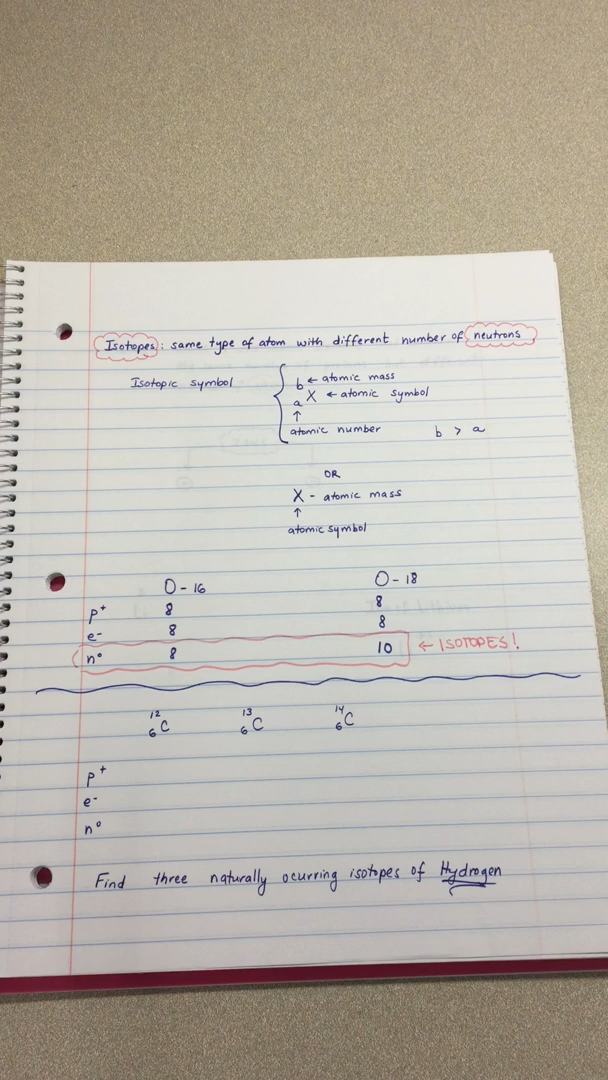 Isotopes: same type of atom with different number of neutrons
Isotopic symbol
b ← atomic mass
a X ← atomic symbol
↑
atomic number b > a
OR
X - atomic mass
↑
atomic symbol
O - 16 O - 18
p+ 8 8
e- 8 8
n° 8 10 ← ISOTOPES!
12 13 14
6 C 6 C 6 C
p+
e-
n°
Find three naturally ocurring isotopes of Hydrogen